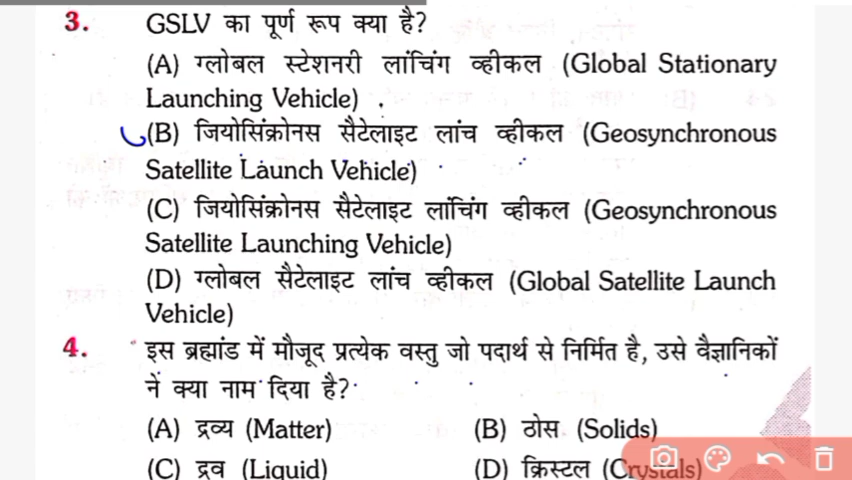 3. GSLV का पूर्ण रूप क्या है?
(A) ग्लोबल स्टेशनरी लांचिंग व्हीकल (Global Stationary
Launching Vehicle)
(B) जियोसिंक्रोनस सैटेलाइट लांच व्हीकल (Geosynchronous
Satellite Launch Vehicle)
(C) जियोसिंक्रोनस सैटेलाइट लांचिंग व्हीकल (Geosynchronous
Satellite Launching Vehicle)
(D) ग्लोबल सैटेलाइट लांच व्हीकल (Global Satellite Launch
Vehicle)
4. इस ब्रह्मांड में मौजूद प्रत्येक वस्तु जो पदार्थ से निर्मित है, उसे वैज्ञानिकों
ने क्या नाम दिया है?
(A) द्रव्य (Matter) (B) ठोस (Solids)
(C) द्रव (Liquid) (D) क्रिस्टल (Crystals)